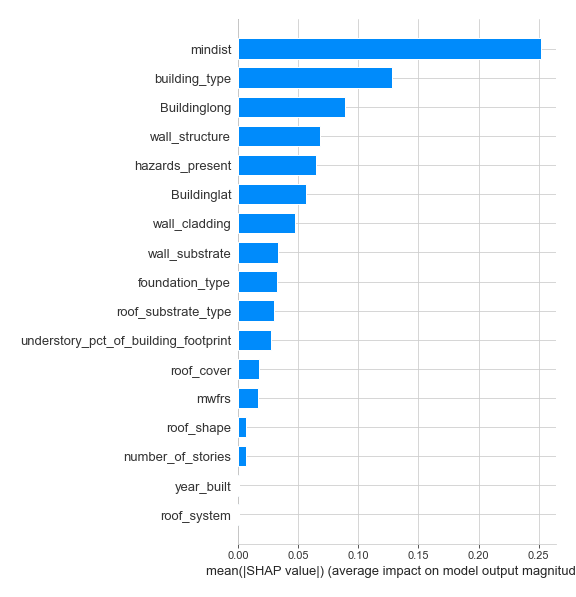 mindist
building_type
Buildinglong
wall_structure
hazards_present
Buildinglat
wall_cladding
wall_substrate
foundation_type
roof_substrate_type
understory_pct_of_building_footprint
roof_cover
mwfrs
roof_shape
number_of_stories
year_built
roof_system
0.00 0.05 0.10 0.15 0.20 0.25
mean(|SHAP value|) (average impact on model output magnitud